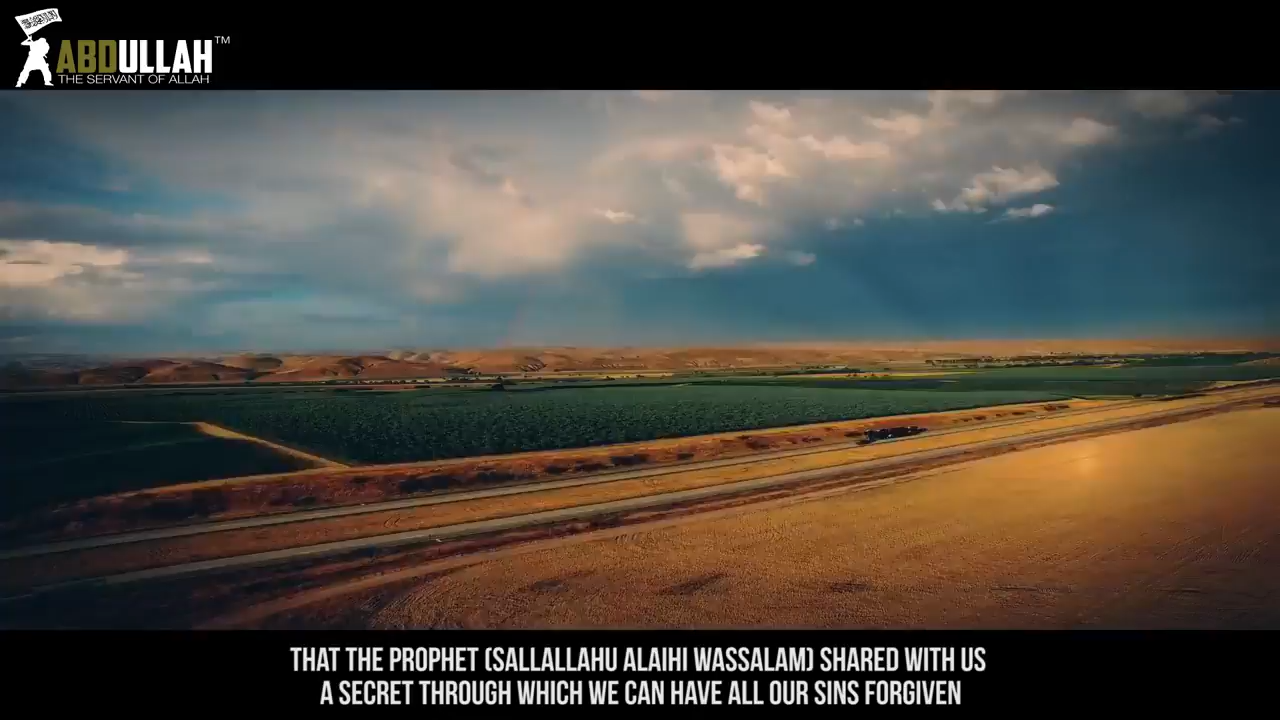 ABDULLAH™
THE SERVANT OF ALLAH
THAT THE PROPHET (SALLALLAHU ALAIHI WASSALAM) SHARED WITH US
A SECRET THROUGH WHICH WE CAN HAVE ALL OUR SINS FORGIVEN